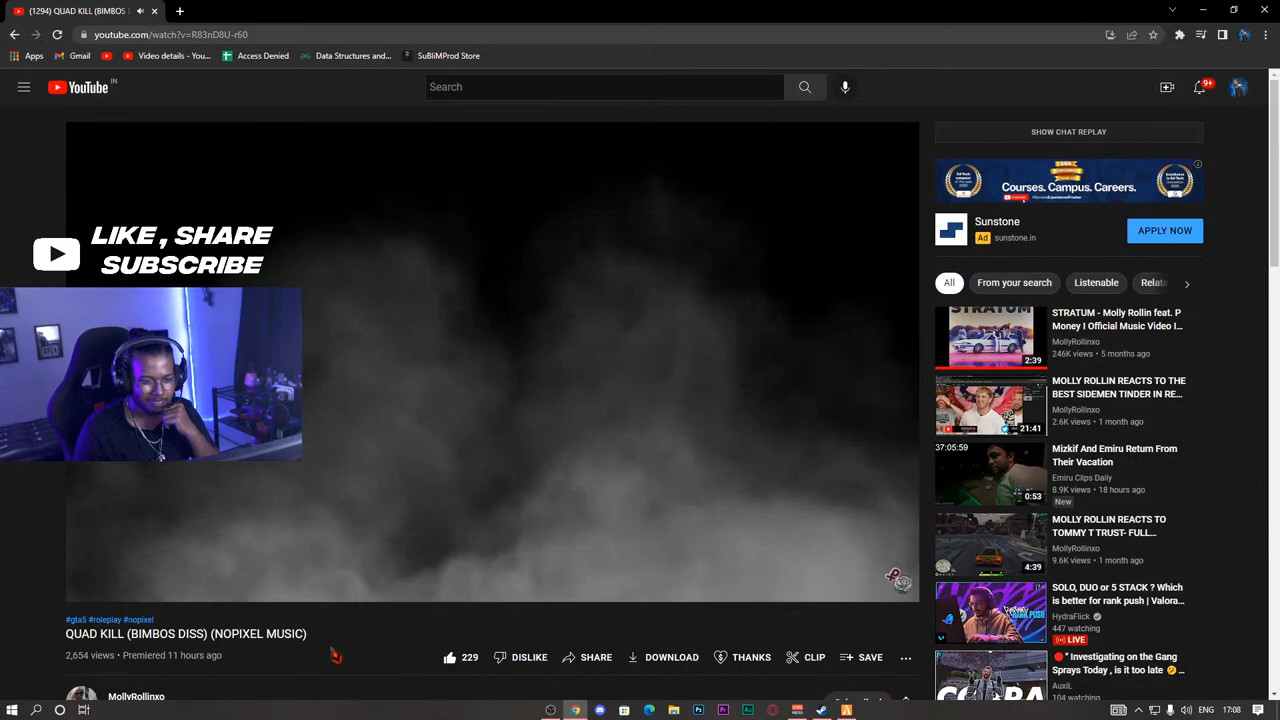 (1294) QUAD KILL (BIMBOS
youtube.com/watch?v=R83nD8U-r60
Apps
Gmail
Video details - You...
Access Denied
Data Structures and...
SuBLiMProd Store
YouTube IN
Search
9+
SHOW CHAT REPLAY
Courses. Campus. Careers.
Sunstone
Ad sunstone.in
APPLY NOW
All
From your search
Listenable
Relate
LIKE , SHARE
SUBSCRIBE
STRATUM
2:39
STRATUM - Molly Rollin feat. P
Money I Official Music Video I...
MollyRollinxo
246K views • 5 months ago
21:41
MOLLY ROLLIN REACTS TO THE
BEST SIDEMEN TINDER IN RE...
MollyRollinxo
2.6K views • 1 month ago
37:05:59
0:53
Mizkif And Emiru Return From
Their Vacation
Emiru Clips Daily
8.9K views • 18 hours ago
New
4:39
MOLLY ROLLIN REACTS TO
TOMMY T TRUST- FULL...
MollyRollinxo
9.6K views • 1 month ago
RANK PUSH
SOLO, DUO or 5 STACK ? Which
is better for rank push | Valora...
HydraFlick
447 watching
LIVE
* Investigating on the Gang
Sprays Today , is it too late
AuxiL
104 watching
#gta5 #roleplay #nopixel
QUAD KILL (BIMBOS DISS) (NOPIXEL MUSIC)
2,654 views • Premiered 11 hours ago
229
DISLIKE
SHARE
DOWNLOAD
THANKS
CLIP
SAVE
MollyRollinxo
ENG
17:08